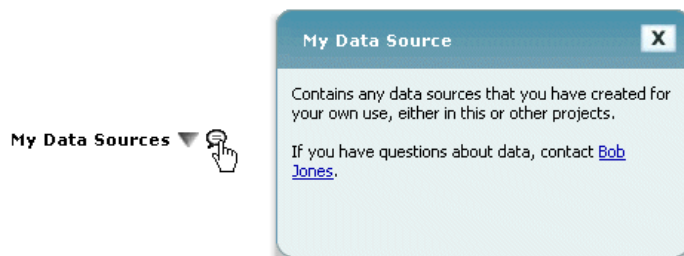 My Data Sources
My Data Source
X
Contains any data sources that you have created for
your own use, either in this or other projects.
If you have questions about data, contact Bob
Jones.